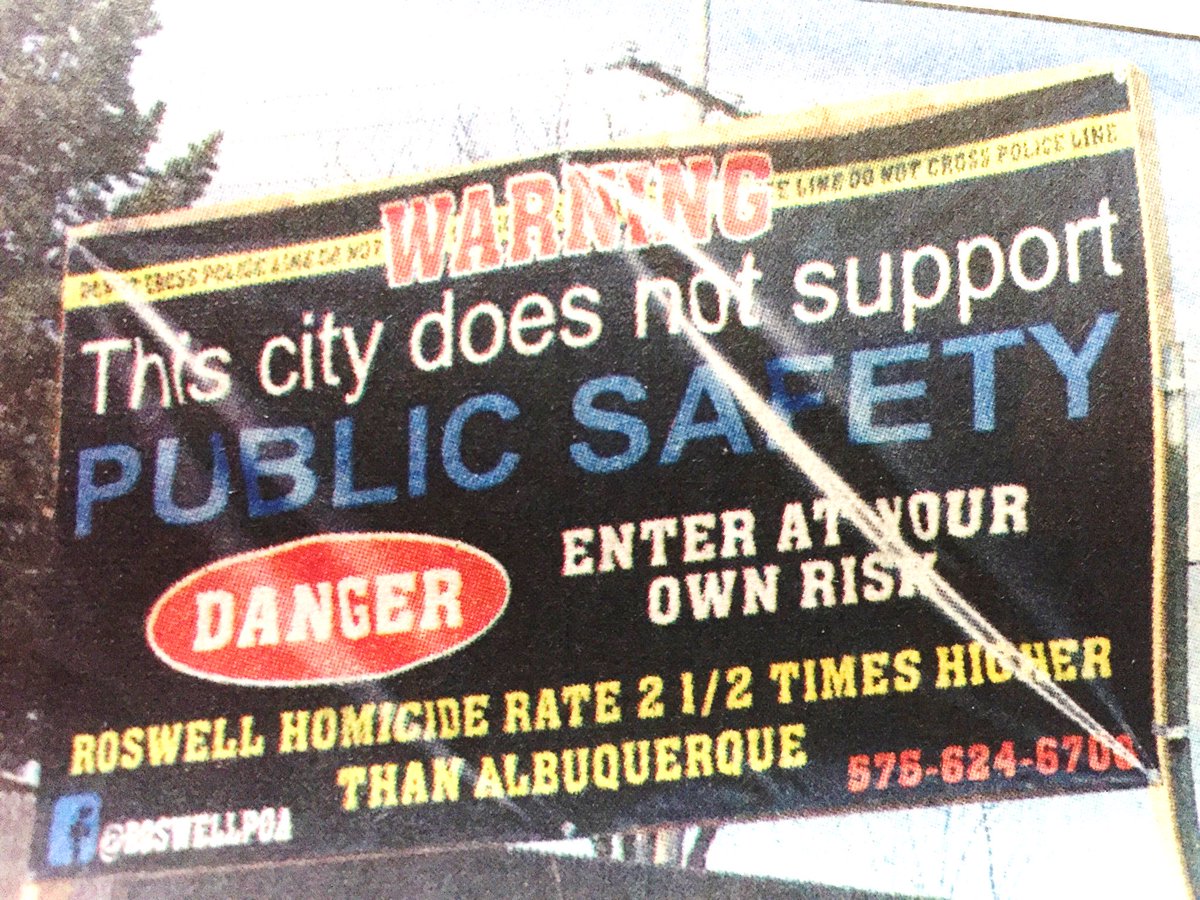 WARNING
CROSS POLICE LINE DO NOT
LINE DO NOT CROSS POLICE LINE
This city does not support
PUBLIC SAFETY
DANGER
ENTER AT YOUR
OWN RISK
ROSWELL HOMICIDE RATE 2 1/2 TIMES HIGHER
THAN ALBUQUERQUE
575-624-6700
@ROSWELLPOA